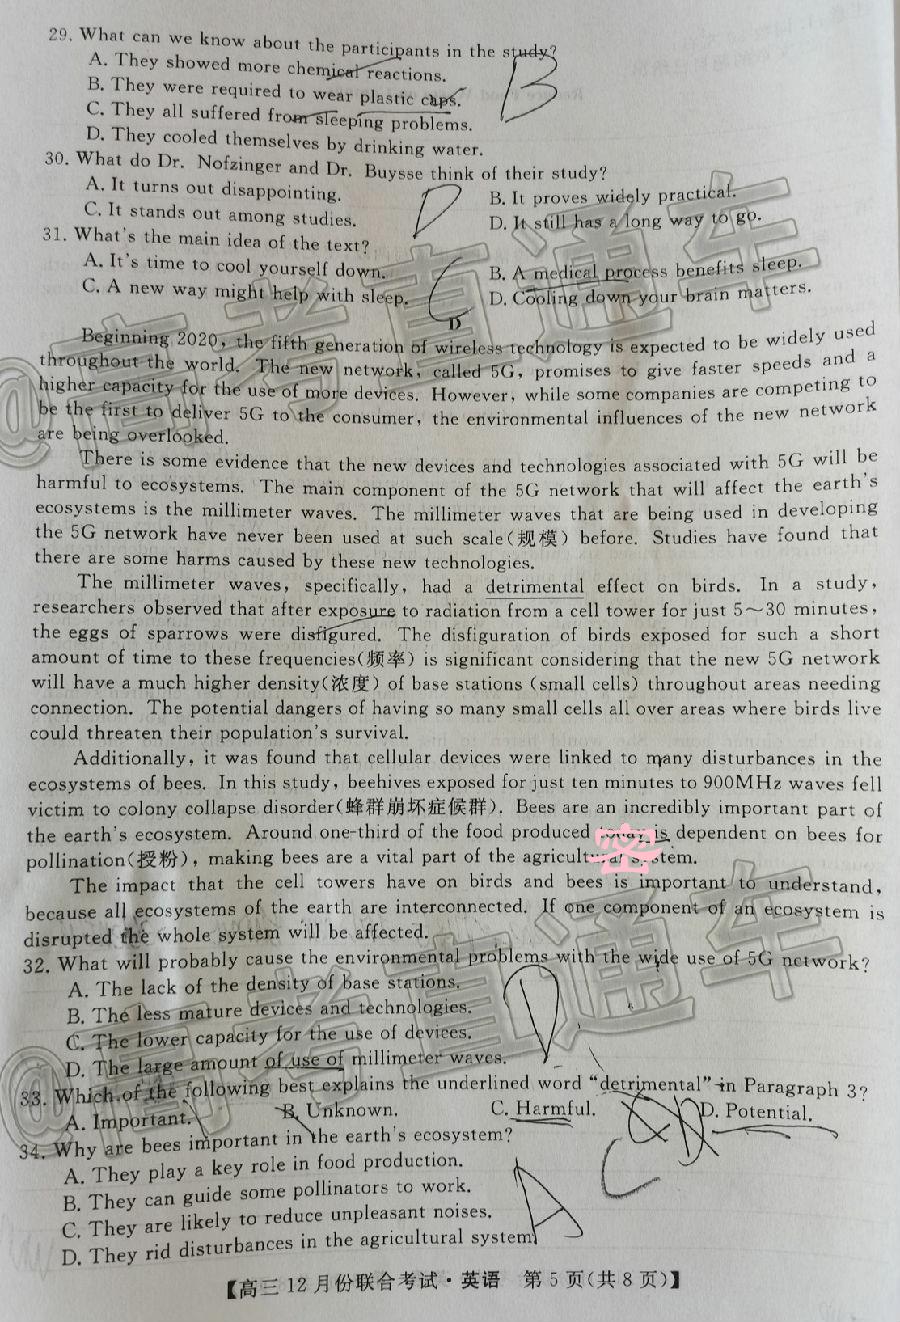 29. What can we know about the participants in the study?
A. They showed more chemical reactions.
B. They were required to wear plastic caps.
C. They all suffered from sleeping problems.
D. They cooled themselves by drinking water.
B
30. What do Dr. Nofzinger and Dr. Buysse think of their study?
A. It turns out disappointing.
B. It proves widely practical.
C. It stands out among studies.
D. It still has a long way to go.
D
31. What's the main idea of the text?
A. It's time to cool yourself down.
B. A medical process benefits sleep.
C. A new way might help with sleep.
D. Cooling down your brain matters.
C
D
Beginning 2020, the fifth generation of wireless technology is expected to be widely used
throughout the world. The new network, called 5G, promises to give faster speeds and a
higher capacity for the use of more devices. However, while some companies are competing to
be the first to deliver 5G to the consumer, the environmental influences of the new network
are being overlooked.
There is some evidence that the new devices and technologies associated with 5G will be
harmful to ecosystems. The main component of the 5G network that will affect the earth's
ecosystems is the millimeter waves. The millimeter waves that are being used in developing
the 5G network have never been used at such scale(规模) before. Studies have found that
there are some harms caused by these new technologies.
The millimeter waves, specifically, had a detrimental effect on birds. In a study,
researchers observed that after exposure to radiation from a cell tower for just 5～30 minutes,
the eggs of sparrows were disfigured. The disfiguration of birds exposed for such a short
amount of time to these frequencies(频率) is significant considering that the new 5G network
will have a much higher density(浓度) of base stations (small cells) throughout areas needing
connection. The potential dangers of having so many small cells all over areas where birds live
could threaten their population's survival.
Additionally, it was found that cellular devices were linked to many disturbances in the
ecosystems of bees. In this study, beehives exposed for just ten minutes to 900MHz waves fell
victim to colony collapse disorder(蜂群崩坏症候群). Bees are an incredibly important part of
the earth's ecosystem. Around one-third of the food produced today is dependent on bees for
密
pollination(授粉), making bees are a vital part of the agricultural system.
The impact that the cell towers have on birds and bees is important to understand,
because all ecosystems of the earth are interconnected. If one component of an ecosystem is
disrupted the whole system will be affected.
32. What will probably cause the environmental problems with the wide use of 5G network?
A. The lack of the density of base stations.
B. The less mature devices and technologies.
C. The lower capacity for the use of devices.
D. The large amount of use of millimeter waves.
D
33. Which of the following best explains the underlined word "detrimental" in Paragraph 3?
A. Important.
B. Unknown.
C. Harmful.
D. Potential.
C
34. Why are bees important in the earth's ecosystem?
A. They play a key role in food production.
B. They can guide some pollinators to work.
C. They are likely to reduce unpleasant noises.
D. They rid disturbances in the agricultural system.
A
【高三12月份联合考试·英语 第5页(共8页)】
@高考直通车
@高考直通车